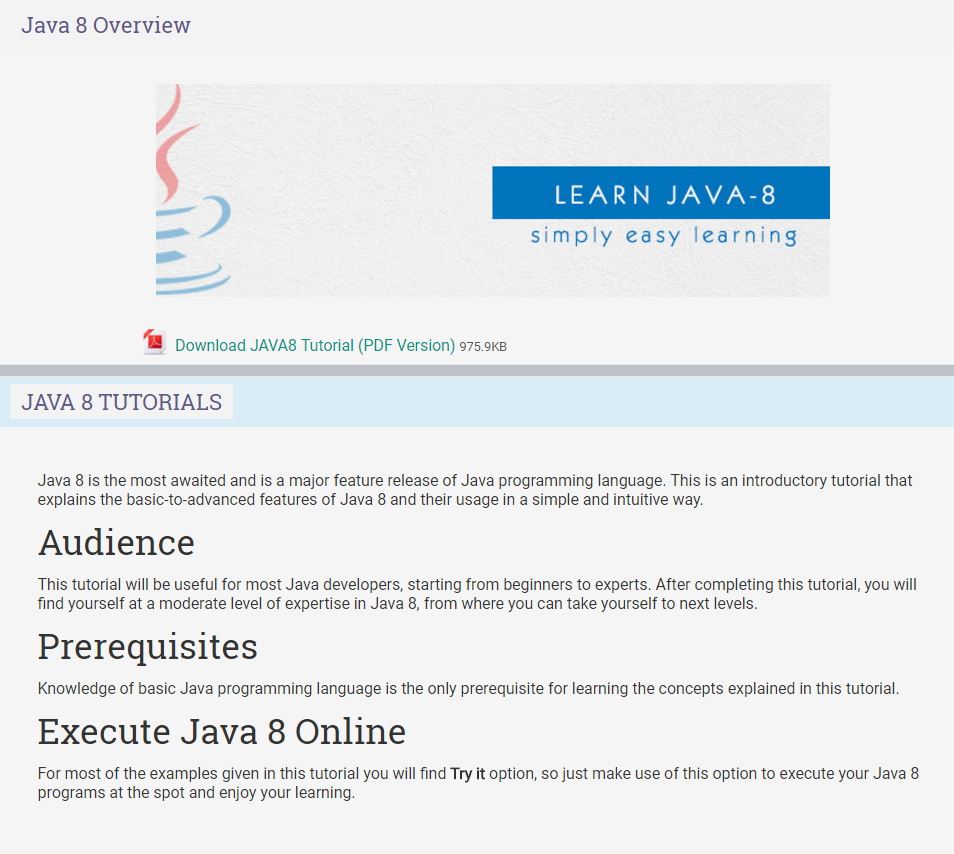 Java 8 Overview
LEARN JAVA-8
simply easy learning
Download JAVA8 Tutorial (PDF Version) 975.9KB
JAVA 8 TUTORIALS
Java 8 is the most awaited and is a major feature release of Java programming language. This is an introductory tutorial that
explains the basic-to-advanced features of Java 8 and their usage in a simple and intuitive way.
Audience
This tutorial will be useful for most Java developers, starting from beginners to experts. After completing this tutorial, you will
find yourself at a moderate level of expertise in Java 8, from where you can take yourself to next levels.
Prerequisites
Knowledge of basic Java programming language is the only prerequisite for learning the concepts explained in this tutorial.
Execute Java 8 Online
For most of the examples given in this tutorial you will find Try it option, so just make use of this option to execute your Java 8
programs at the spot and enjoy your learning.